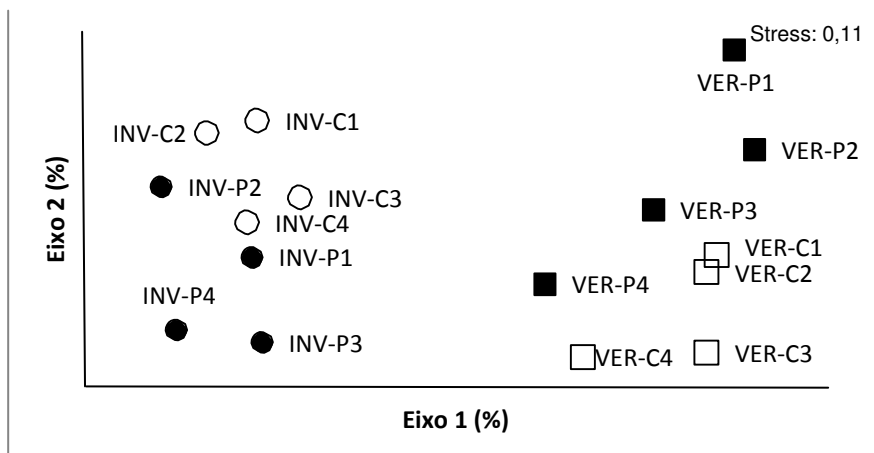 Stress: 0,11
VER-P1
INV-C1
INV-C2
VER-P2
INV-P2
INV-C3
VER-P3
INV-C4
VER-C1
INV-P1
VER-C2
VER-P4
INV-P4
INV-P3
VER-C4
VER-C3
Eixo 2 (%)
Eixo 1 (%)